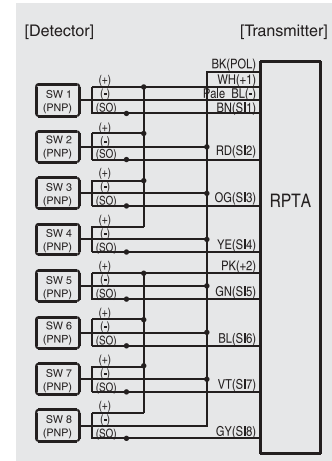 [Detector] [Transmitter]
BK(POL)
(+) WH(+1)
SW 1 (-) Pale BL(-)
(PNP) (SO) BN(SI1)
(+)
SW 2 (-)
(PNP) (SO) RD(SI2)
(+)
SW 3 (-)
(PNP) (SO) OG(SI3) RPTA
(+)
SW 4 (-)
(PNP) (SO) YE(SI4)
(+) PK(+2)
SW 5 (-)
(PNP) (SO) GN(SI5)
(+)
SW 6 (-)
(PNP) (SO) BL(SI6)
(+)
SW 7 (-)
(PNP) (SO) VT(SI7)
(+)
SW 8 (-)
(PNP) (SO) GY(SI8)